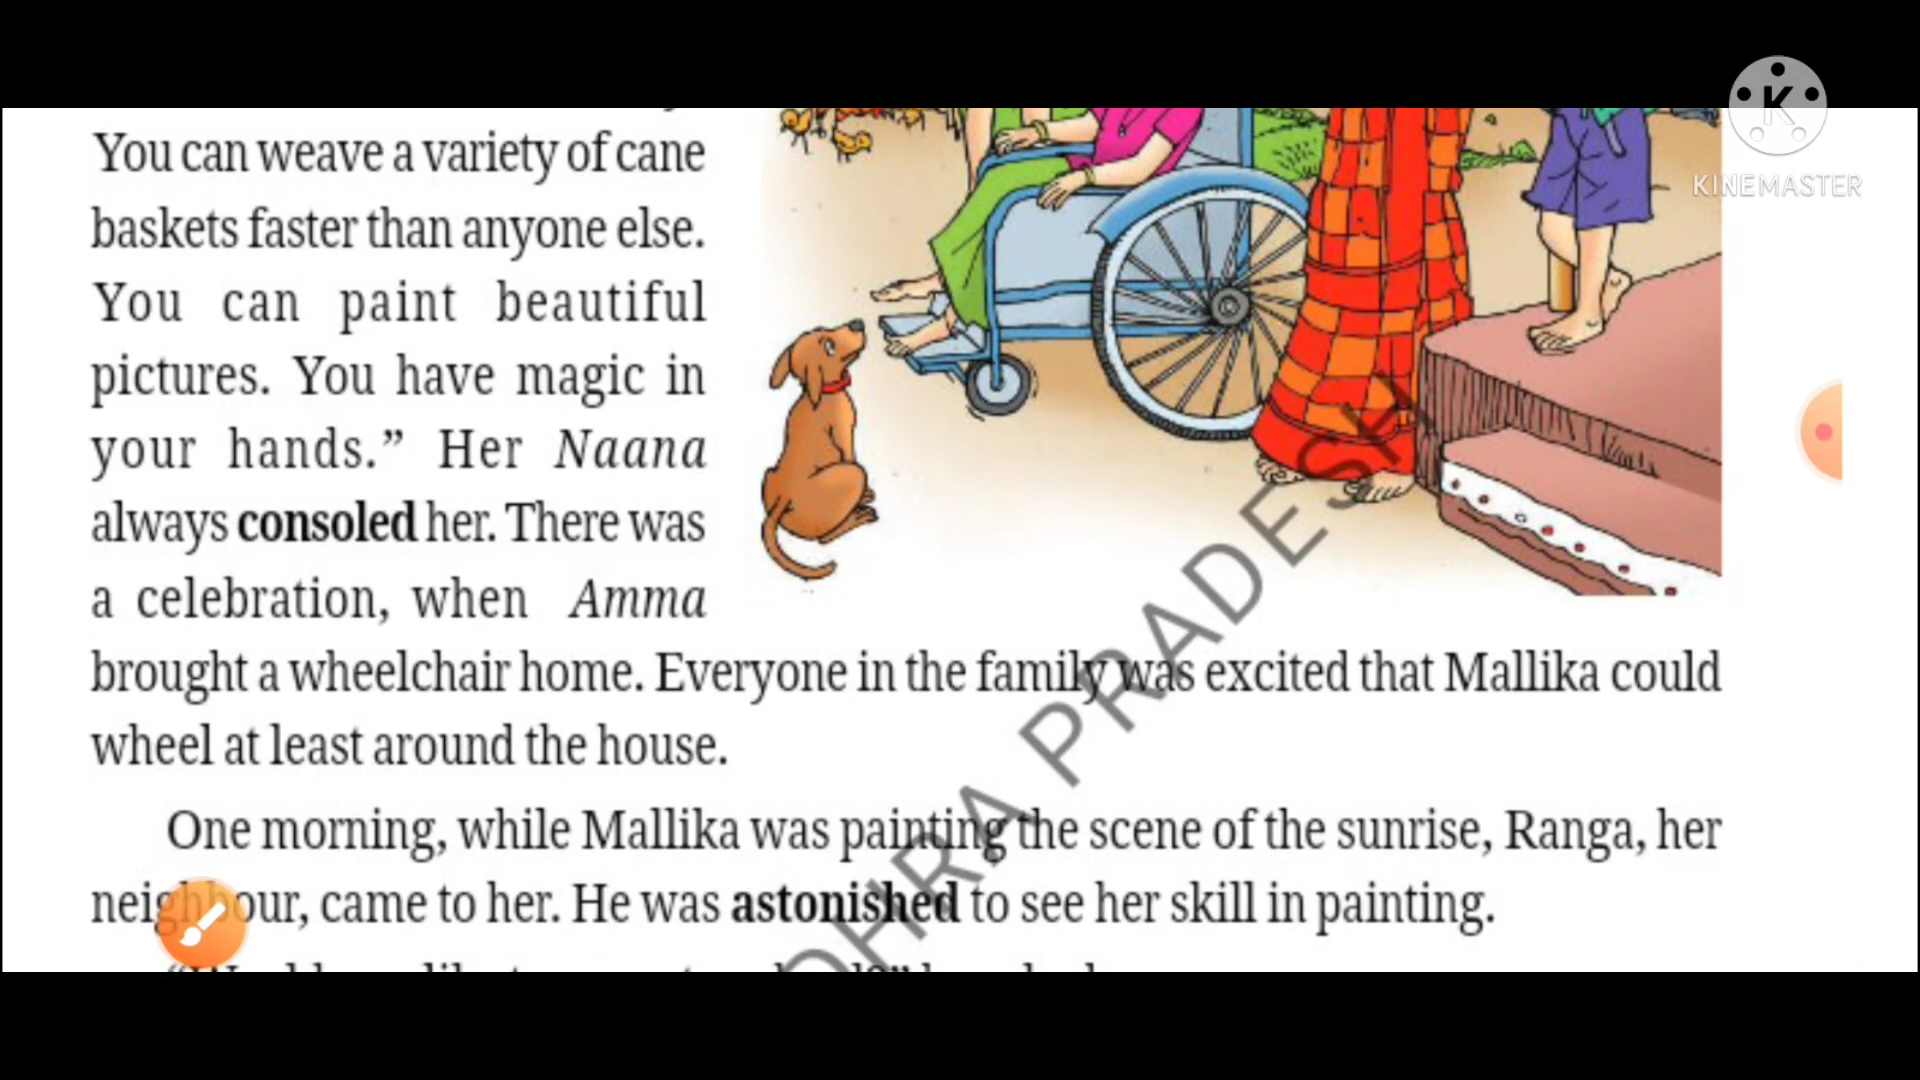 You can weave a variety of cane
baskets faster than anyone else.
You can paint beautiful
pictures. You have magic in
your hands.” Her Naana
always consoled her. There was
a celebration, when Amma
brought a wheelchair home. Everyone in the family was excited that Mallika could
wheel at least around the house.
One morning, while Mallika was painting the scene of the sunrise, Ranga, her
neighbour, came to her. He was astonished to see her skill in painting.
K
KINEMASTER
DHRA PRADESH